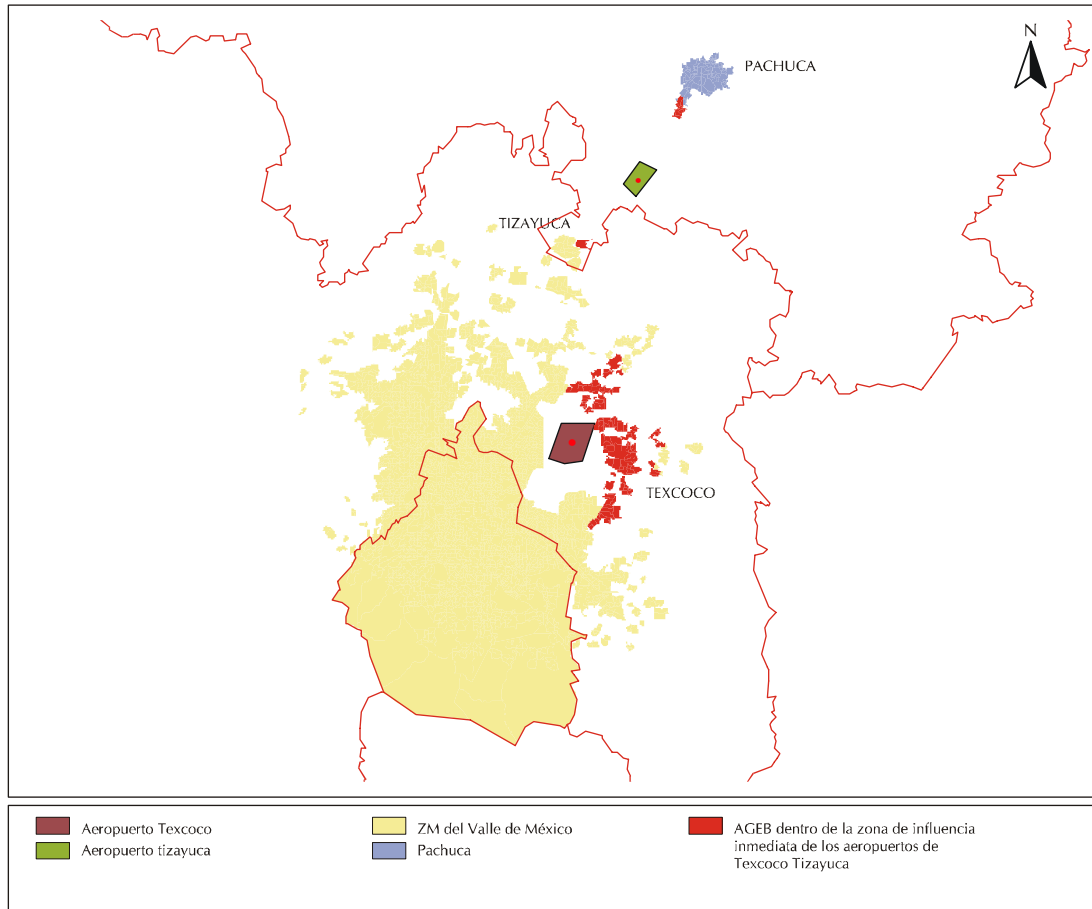 N
PACHUCA
TIZAYUCA
TEXCOCO
Aeropuerto Texcoco
Aeropuerto tizayuca
ZM del Valle de México
Pachuca
AGEB dentro de la zona de influencia
inmediata de los aeropuertos de
Texcoco Tizayuca